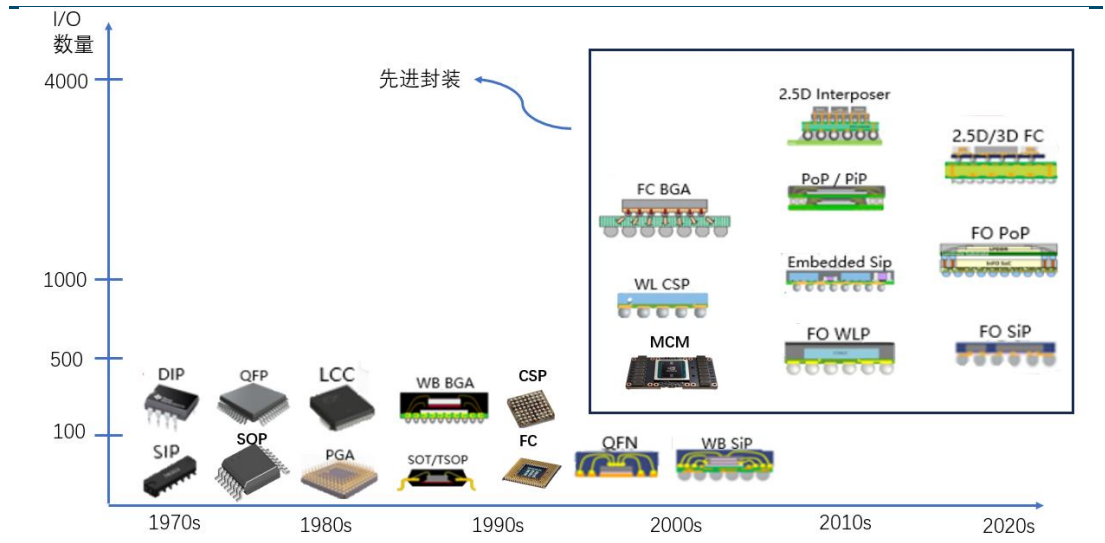 I/O
数量
4000
1000
500
100
先进封装
2.5D Interposer
2.5D/3D FC
PoP / PiP
FC BGA
FO PoP
Embedded Sip
WL CSP
FO WLP
FO SiP
MCM
DIP
QFP
LCC
WB BGA
CSP
SIP
SOP
PGA
SOT/TSOP
FC
QFN
WB SiP
1970s
1980s
1990s
2000s
2010s
2020s